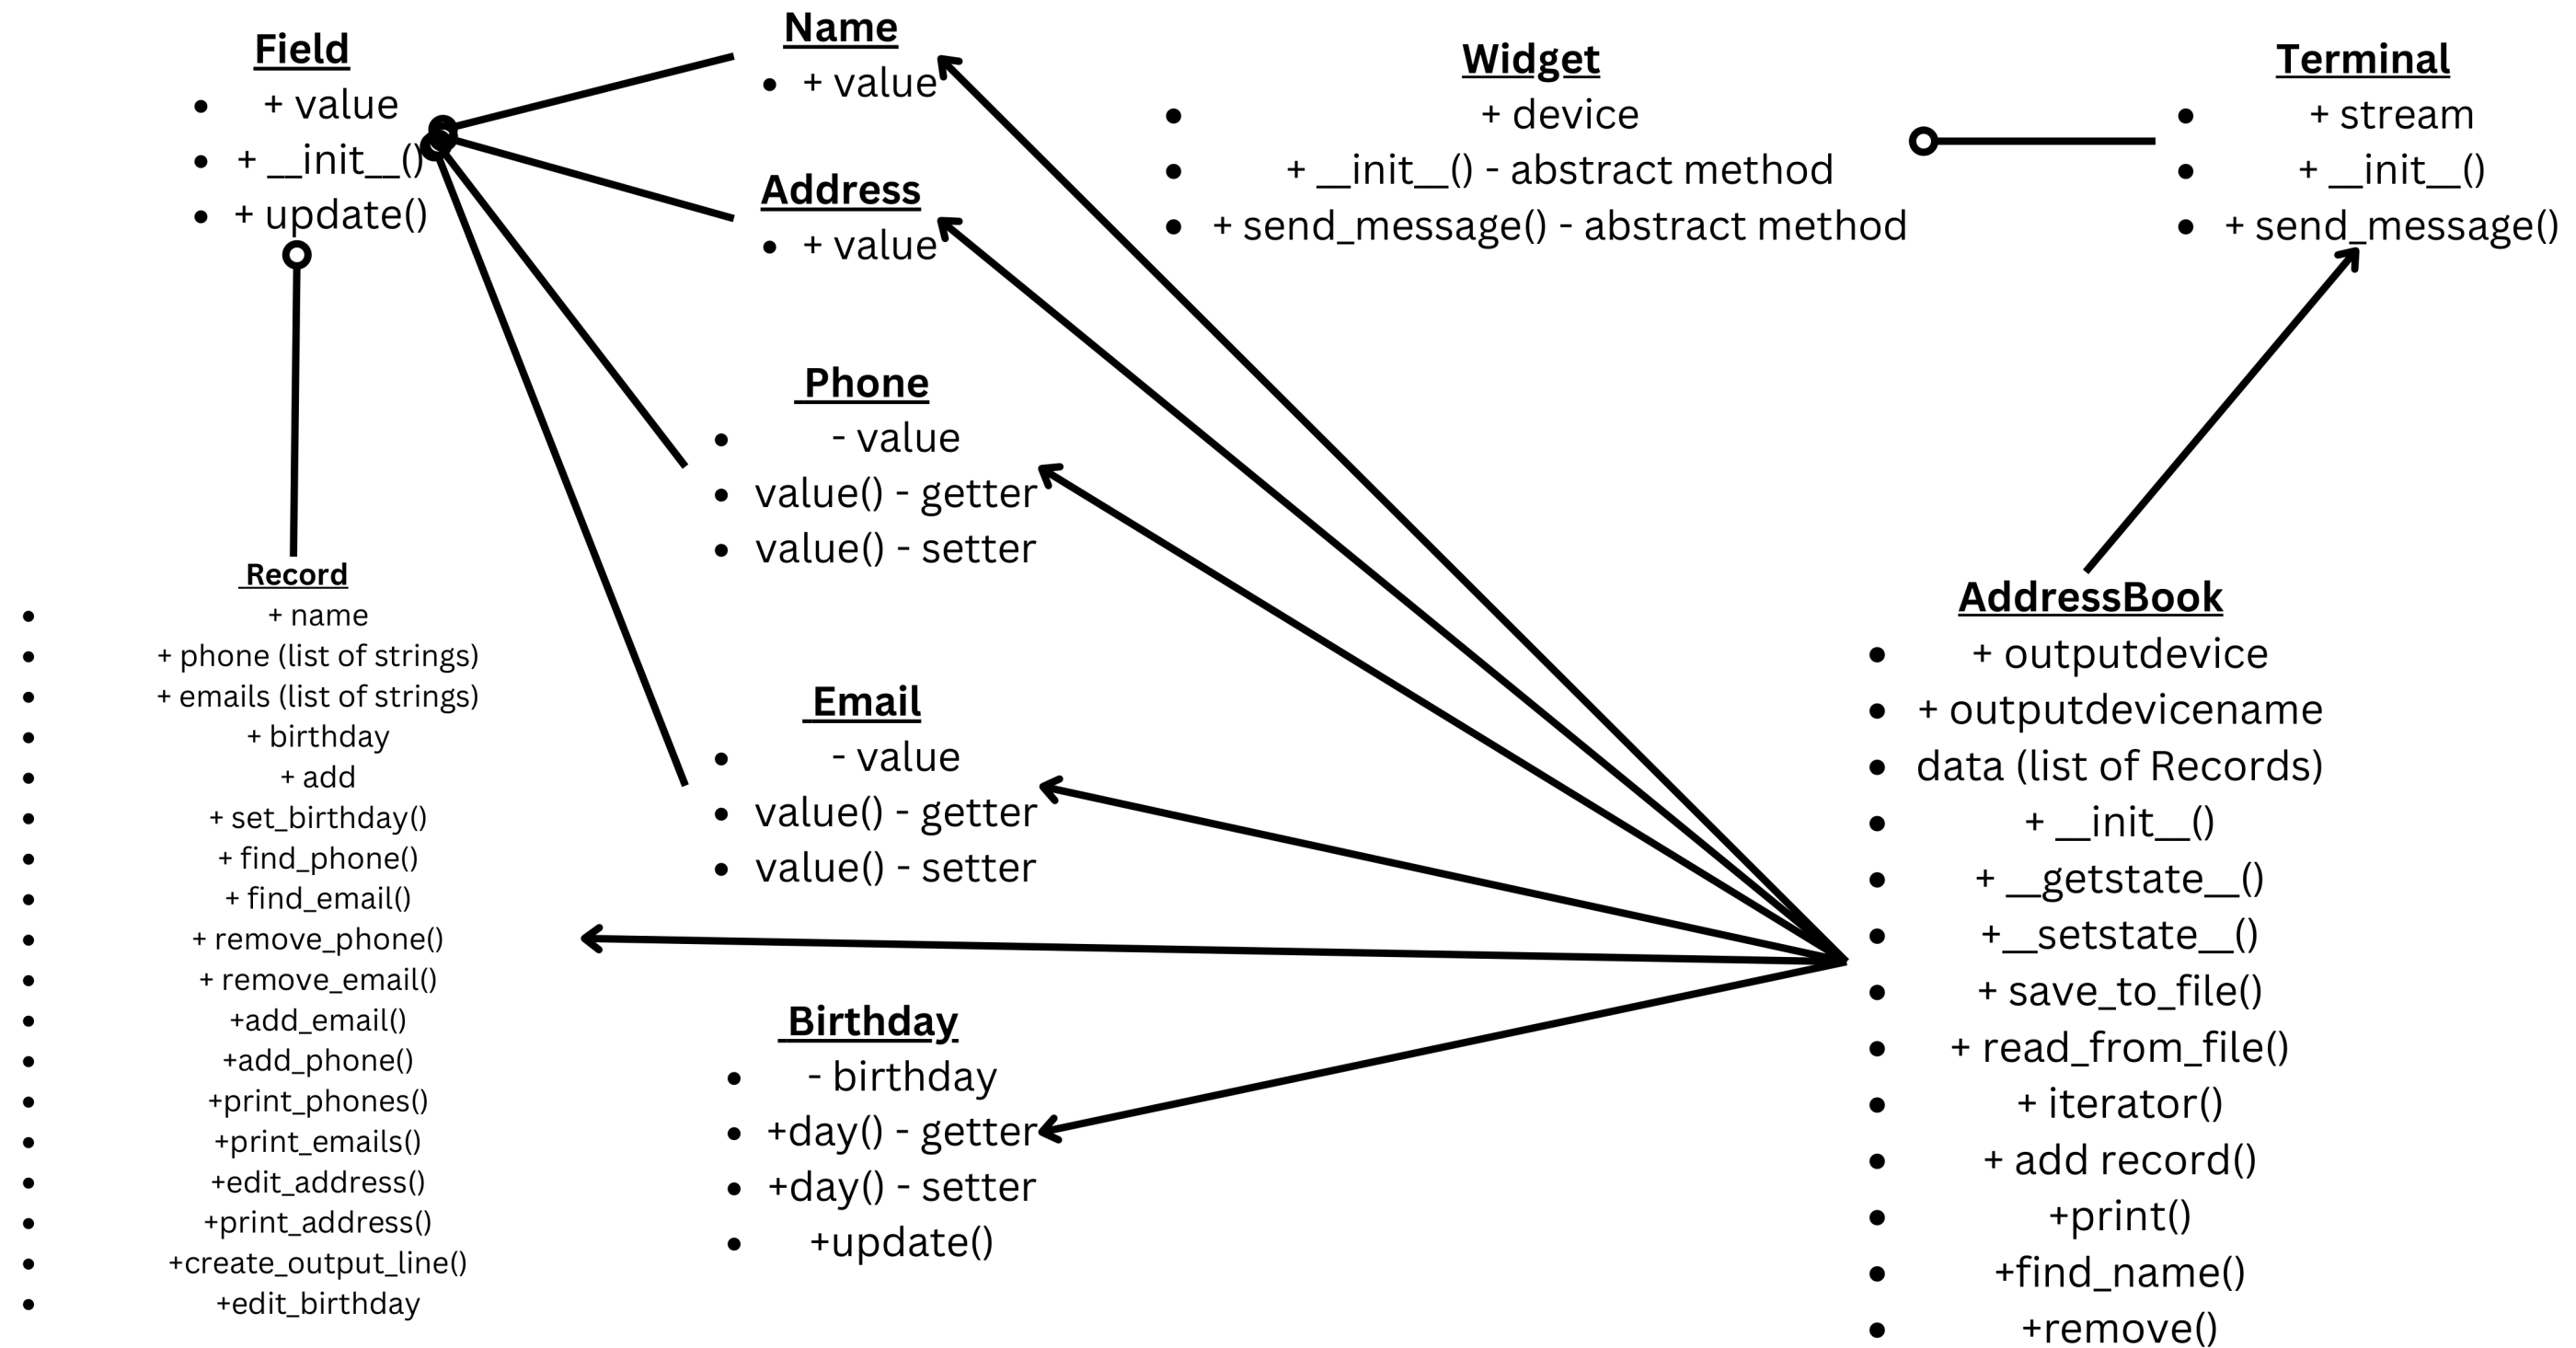 Field
+ value
+ __init__()
+ update()
Name
+ value
Address
+ value
Phone
- value
value() - getter
value() - setter
Email
- value
value() - getter
value() - setter
Birthday
- birthday
+day() - getter
+day() - setter
+update()
Widget
+ device
+ __init__() - abstract method
+ send_message() - abstract method
Terminal
+ stream
+ __init__()
+ send_message()
Record
+ name
+ phone (list of strings)
+ emails (list of strings)
+ birthday
+ add
+ set_birthday()
+ find_phone()
+ find_email()
+ remove_phone()
+ remove_email()
+add_email()
+add_phone()
+print_phones()
+print_emails()
+edit_address()
+print_address()
+create_output_line()
+edit_birthday
AddressBook
+ outputdevice
+ outputdevicename
data (list of Records)
+ __init__()
+ __getstate__()
+__setstate__()
+ save_to_file()
+ read_from_file()
+ iterator()
+ add record()
+print()
+find_name()
+remove()